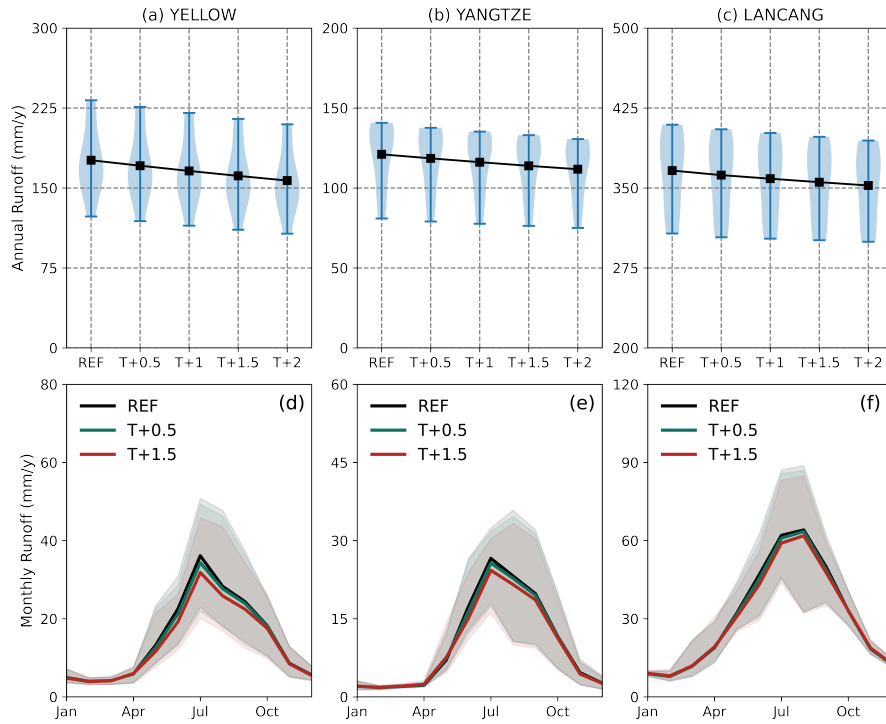 (a) YELLOW
(b) YANGTZE
(c) LANCANG
Annual Runoff (mm/y)
300
225
150
75
0
REF T+0.5 T+1 T+1.5 T+2
200
150
100
50
0
REF T+0.5 T+1 T+1.5 T+2
500
425
350
275
200
REF T+0.5 T+1 T+1.5 T+2
Monthly Runoff (mm/y)
80
60
40
20
0
Jan Apr Jul Oct
REF
T+0.5
T+1.5
(d)
60
45
30
15
0
Jan Apr Jul Oct
REF
T+0.5
T+1.5
(e)
120
90
60
30
0
Jan Apr Jul Oct
REF
T+0.5
T+1.5
(f)